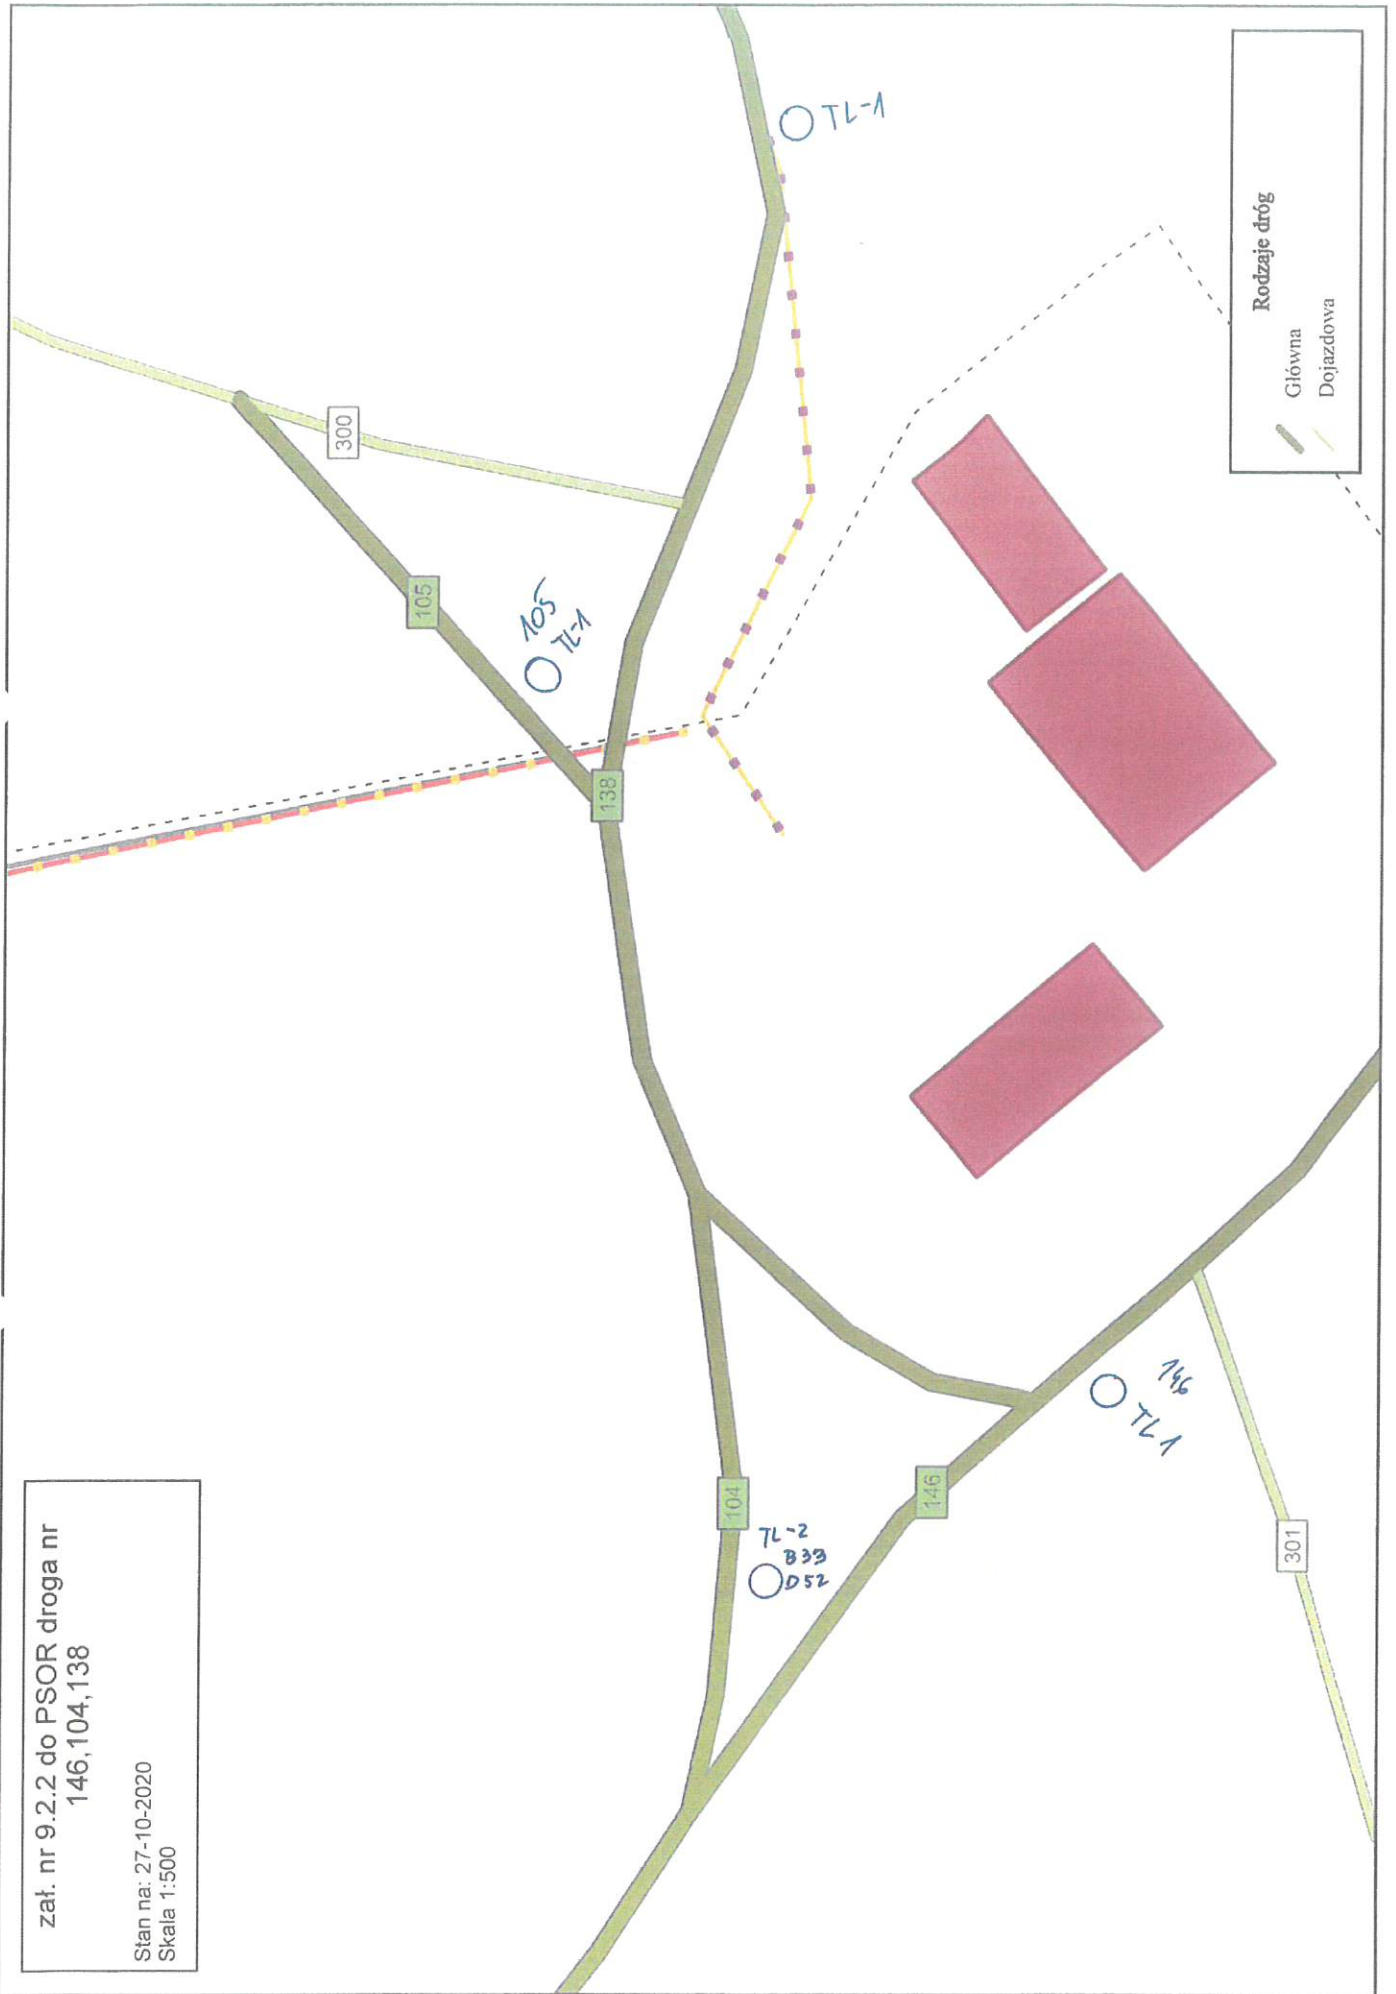 zał. nr 9.2.2 do PSOR droga nr
146,104,138
Stan na: 27-10-2020
Skala 1:500
104
TL-2
B33
D52
146
146
TL 1
301
138
105
105
TL-1
300
TL-1
Rodzaje dróg
Główna
Dojazdowa